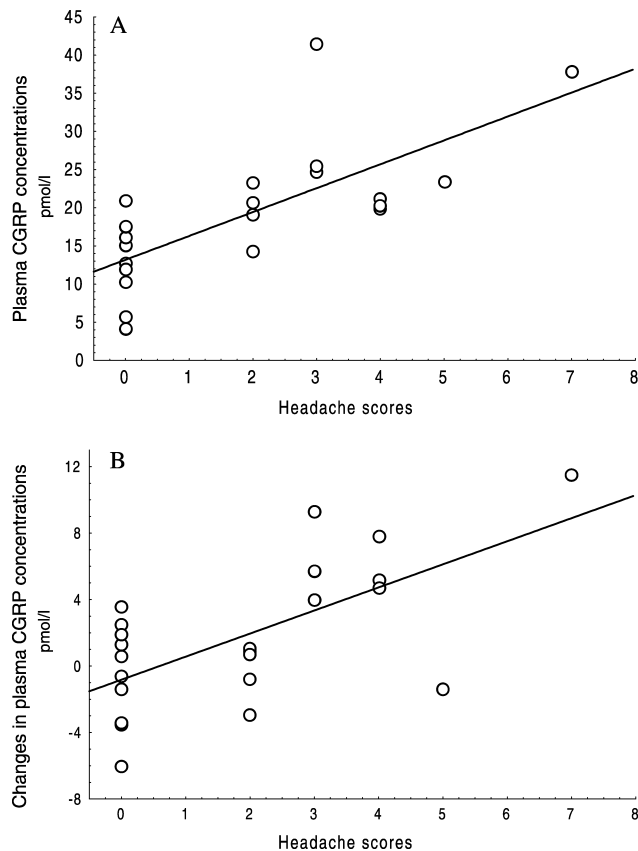 A
45
40
35
30
25
20
15
10
5
0
Plasma CGRP concentrations
pmol/l
0 1 2 3 4 5 6 7 8
Headache scores
B
12
8
4
0
-4
-8
Changes in plasma CGRP concentrations
pmol/l
0 1 2 3 4 5 6 7 8
Headache scores